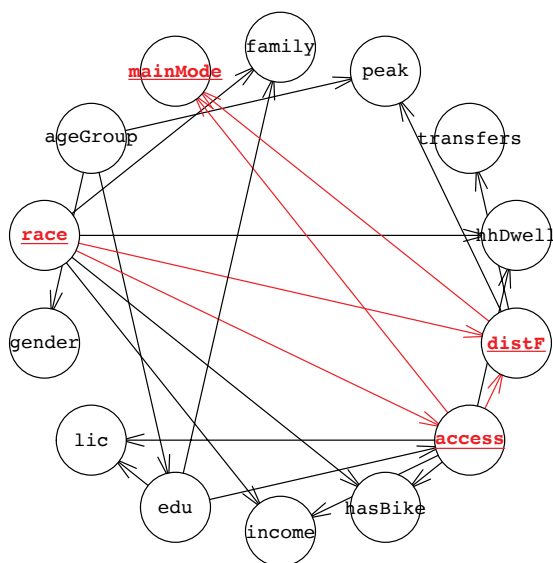 family
mainMode
peak
ageGroup
transfers
race
hhDwell
gender
distF
lic
access
edu
hasBike
income